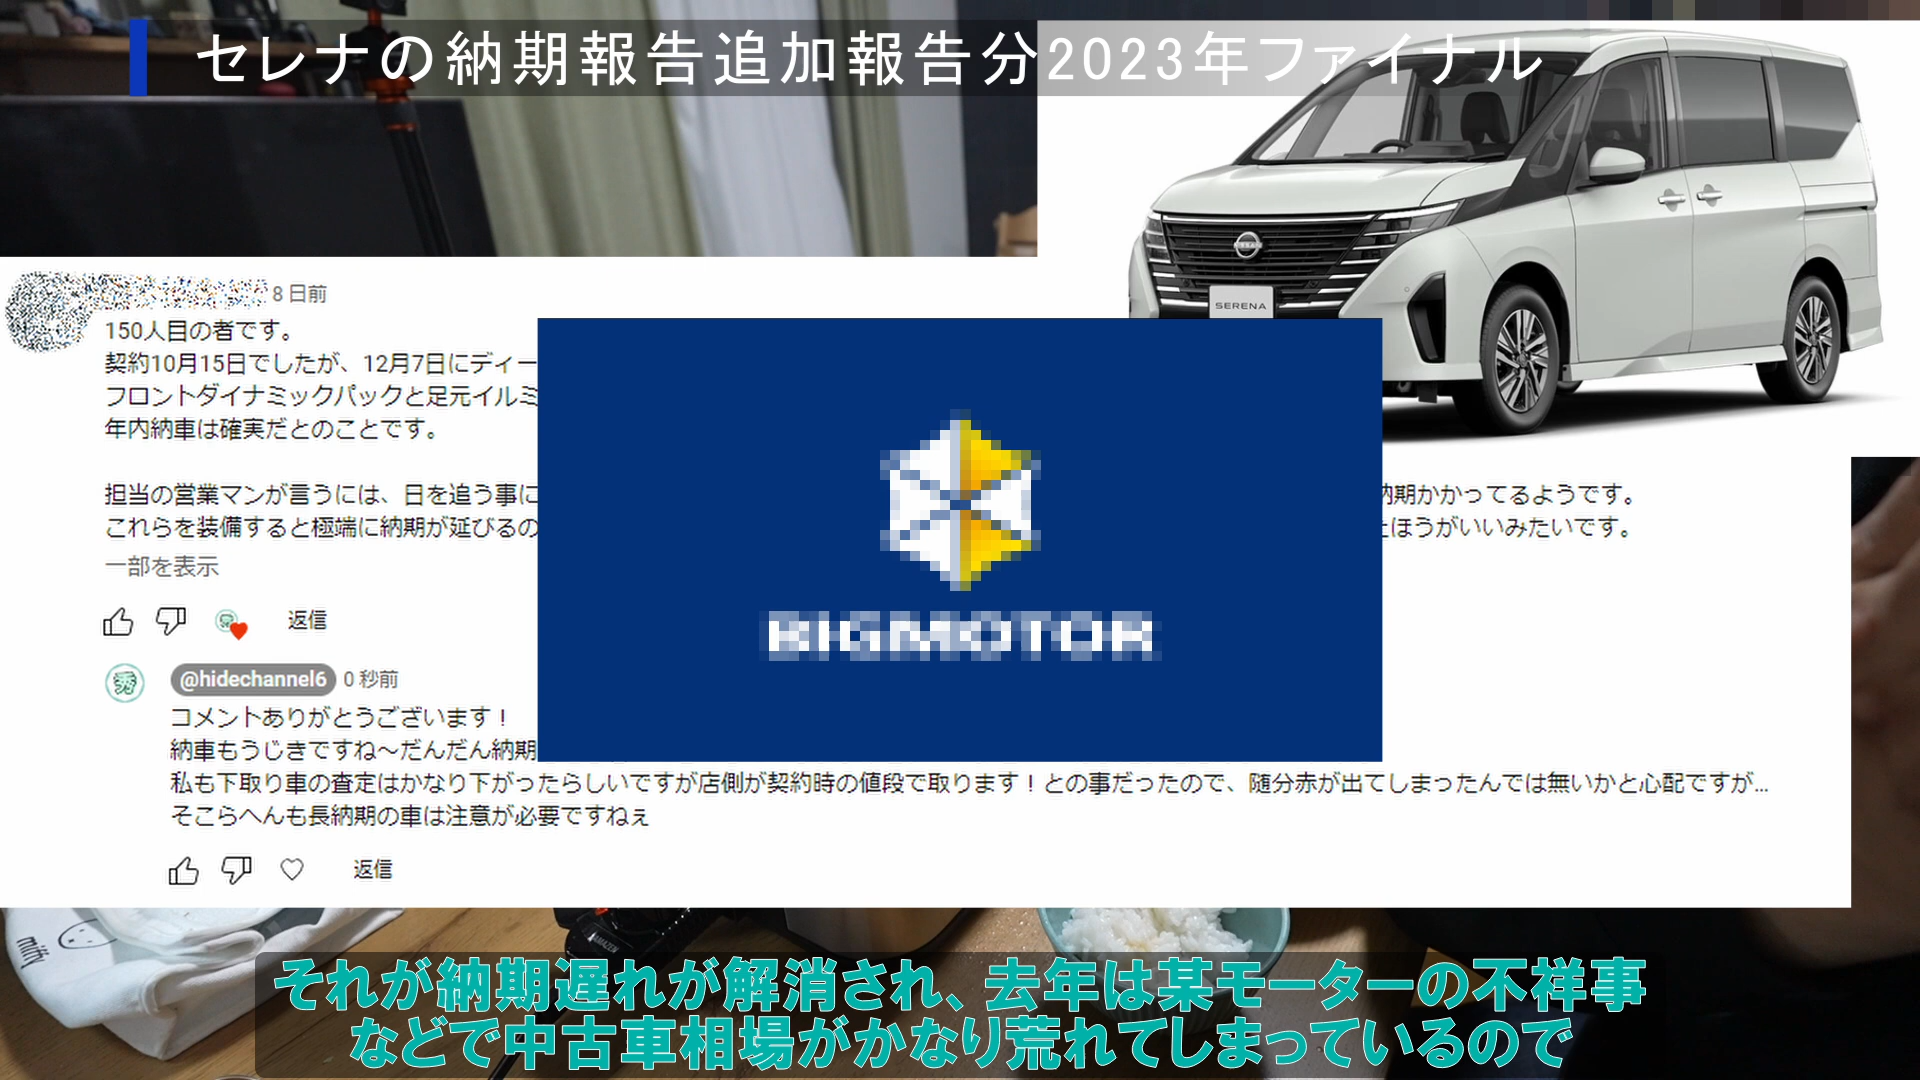 セレナの納期報告追加報告分2023年ファイナル
SERENA
8 日前
150人目の者です。
契約10月15日でしたが、12月7日にディー
フロントダイナミックパックと足元イルミ
年内納車は確実だとのことです。
担当の営業マンが言うには、日を追う事に
納期かかってるようです。
これらを装備すると極端に納期が延びるの
たほうがいいみたいです。
一部を表示
返信
BIGMOTOR
@hidechannel6 0 秒前
コメントありがとうございます！
納車もうじきですね～だんだん納期
私も下取り車の査定はかなり下がったらしいですが店側が契約時の値段で取ります！との事だったので、随分赤が出てしまったんでは無いかと心配ですが...
そこらへんも長納期の車は注意が必要ですねぇ
返信
miffy
それが納期遅れが解消され、去年は某モーターの不祥事
などで中古車相場がかなり荒れてしまっているので